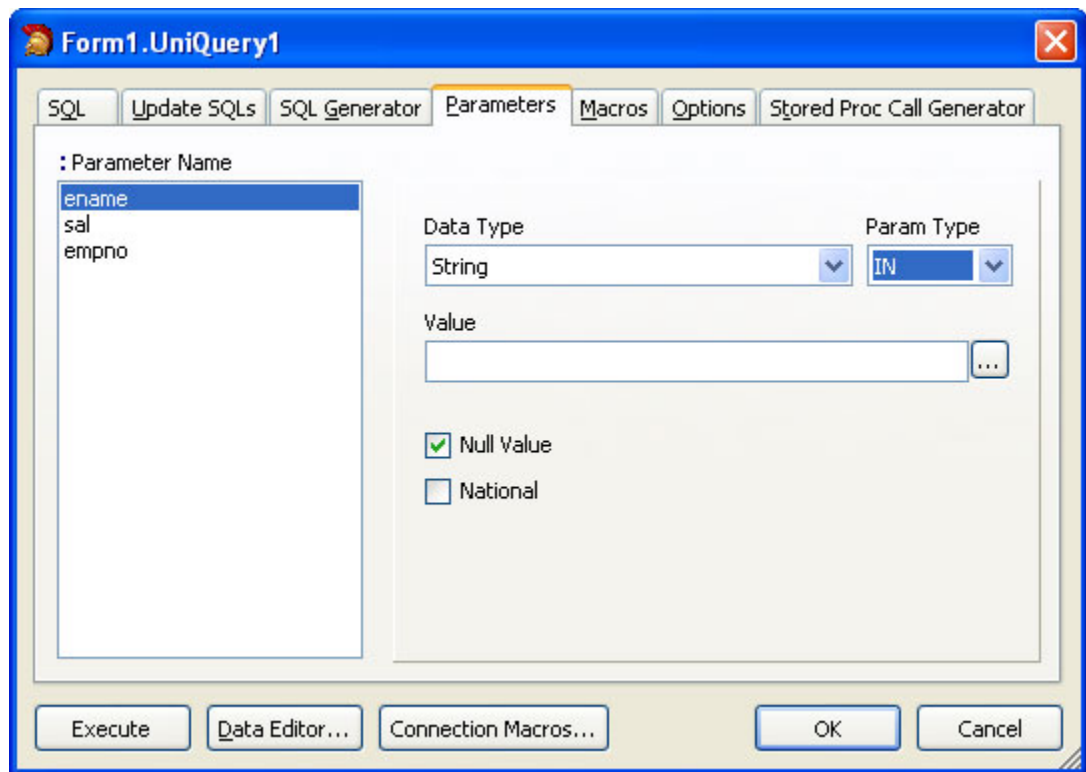 Form1.UniQuery1
SQL Update SQLs SQL Generator Parameters Macros Options Stored Proc Call Generator
: Parameter Name
ename
sal
empno
Data Type Param Type
String IN
Value
...
Null Value
National
Execute Data Editor... Connection Macros... OK Cancel